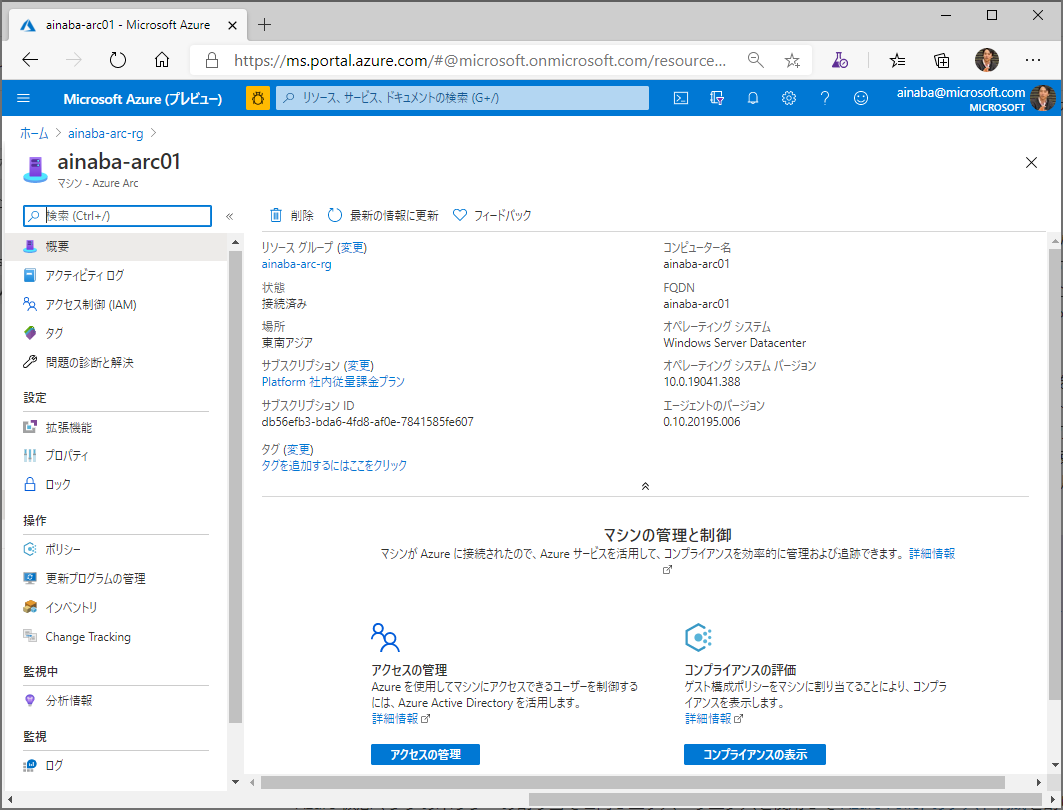 ainaba-arc01 - Microsoft Azure
https://ms.portal.azure.com/#@microsoft.onmicrosoft.com/resource...
Microsoft Azure (プレビュー)
リソース、サービス、ドキュメントの検索 (G+/)
ainaba@microsoft.com
MICROSOFT
ホーム > ainaba-arc-rg >
ainaba-arc01
マシン - Azure Arc
検索 (Ctrl+/)
«
概要
アクティビティ ログ
アクセス制御 (IAM)
タグ
問題の診断と解決
設定
拡張機能
プロパティ
ロック
操作
ポリシー
更新プログラムの管理
インベントリ
Change Tracking
監視中
分析情報
監視
ログ
削除 最新の情報に更新 フィードバック
リソース グループ (変更)
ainaba-arc-rg
状態
接続済み
場所
東南アジア
サブスクリプション (変更)
Platform 社内従量課金プラン
サブスクリプション ID
db56efb3-bda6-4fd8-af0e-7841585fe607
タグ (変更)
タグを追加するにはここをクリック
コンピューター名
ainaba-arc01
FQDN
ainaba-arc01
オペレーティング システム
Windows Server Datacenter
オペレーティング システム バージョン
10.0.19041.388
エージェントのバージョン
0.10.20195.006
マシンの管理と制御
マシンが Azure に接続されたので、Azure サービスを活用して、コンプライアンスを効率的に管理および追跡できます。 詳細情報
アクセスの管理
Azure を使用してマシンにアクセスできるユーザーを制御する
には、Azure Active Directory を活用します。
詳細情報
アクセスの管理
コンプライアンスの評価
ゲスト構成ポリシーをマシンに割り当てることにより、コンプラ
イアンスを表示します。
詳細情報
コンプライアンスの表示